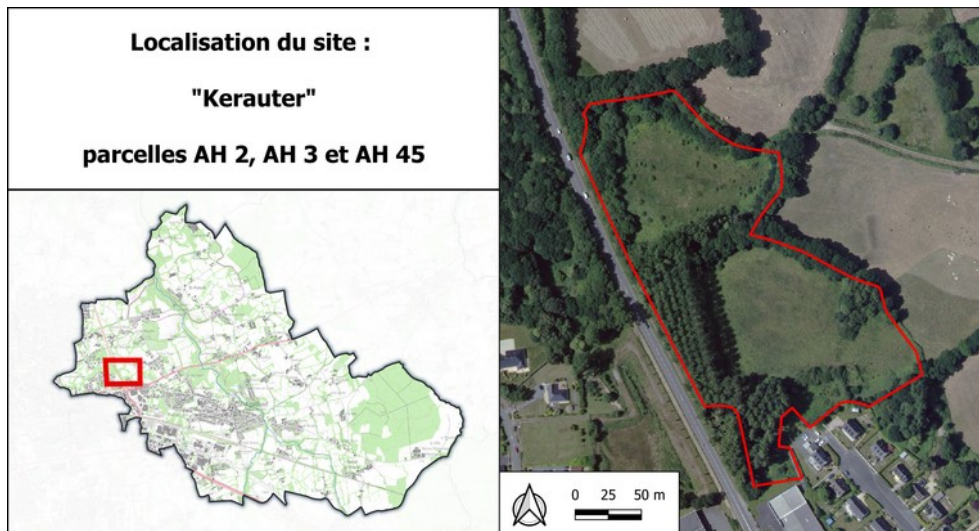 Localisation du site :
"Kerauter"
parcelles AH 2, AH 3 et AH 45
0 25 50 m